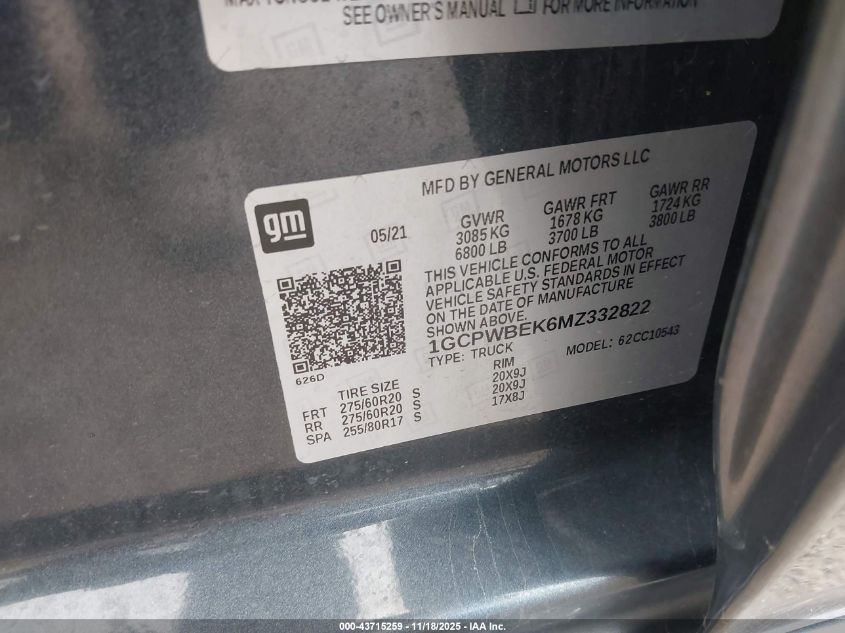 SEE OWNER'S MANUAL FOR MORE INFORMATION
MFD BY GENERAL MOTORS LLC
gm
05/21
GVWR GAWR FRT GAWR RR
3085 KG 1678 KG 1724 KG
6800 LB 3700 LB 3800 LB
THIS VEHICLE CONFORMS TO ALL
APPLICABLE U.S. FEDERAL MOTOR
VEHICLE SAFETY STANDARDS IN EFFECT
ON THE DATE OF MANUFACTURE
SHOWN ABOVE.
1GCPWBEK6MZ332822
TYPE: TRUCK MODEL: 62CC10543
626D
TIRE SIZE RIM
FRT 275/60R20 S 20X9J
RR 275/60R20 S 20X9J
SPA 255/80R17 S 17X8J
000-43715259 - 11/18/2025 - IAA Inc.